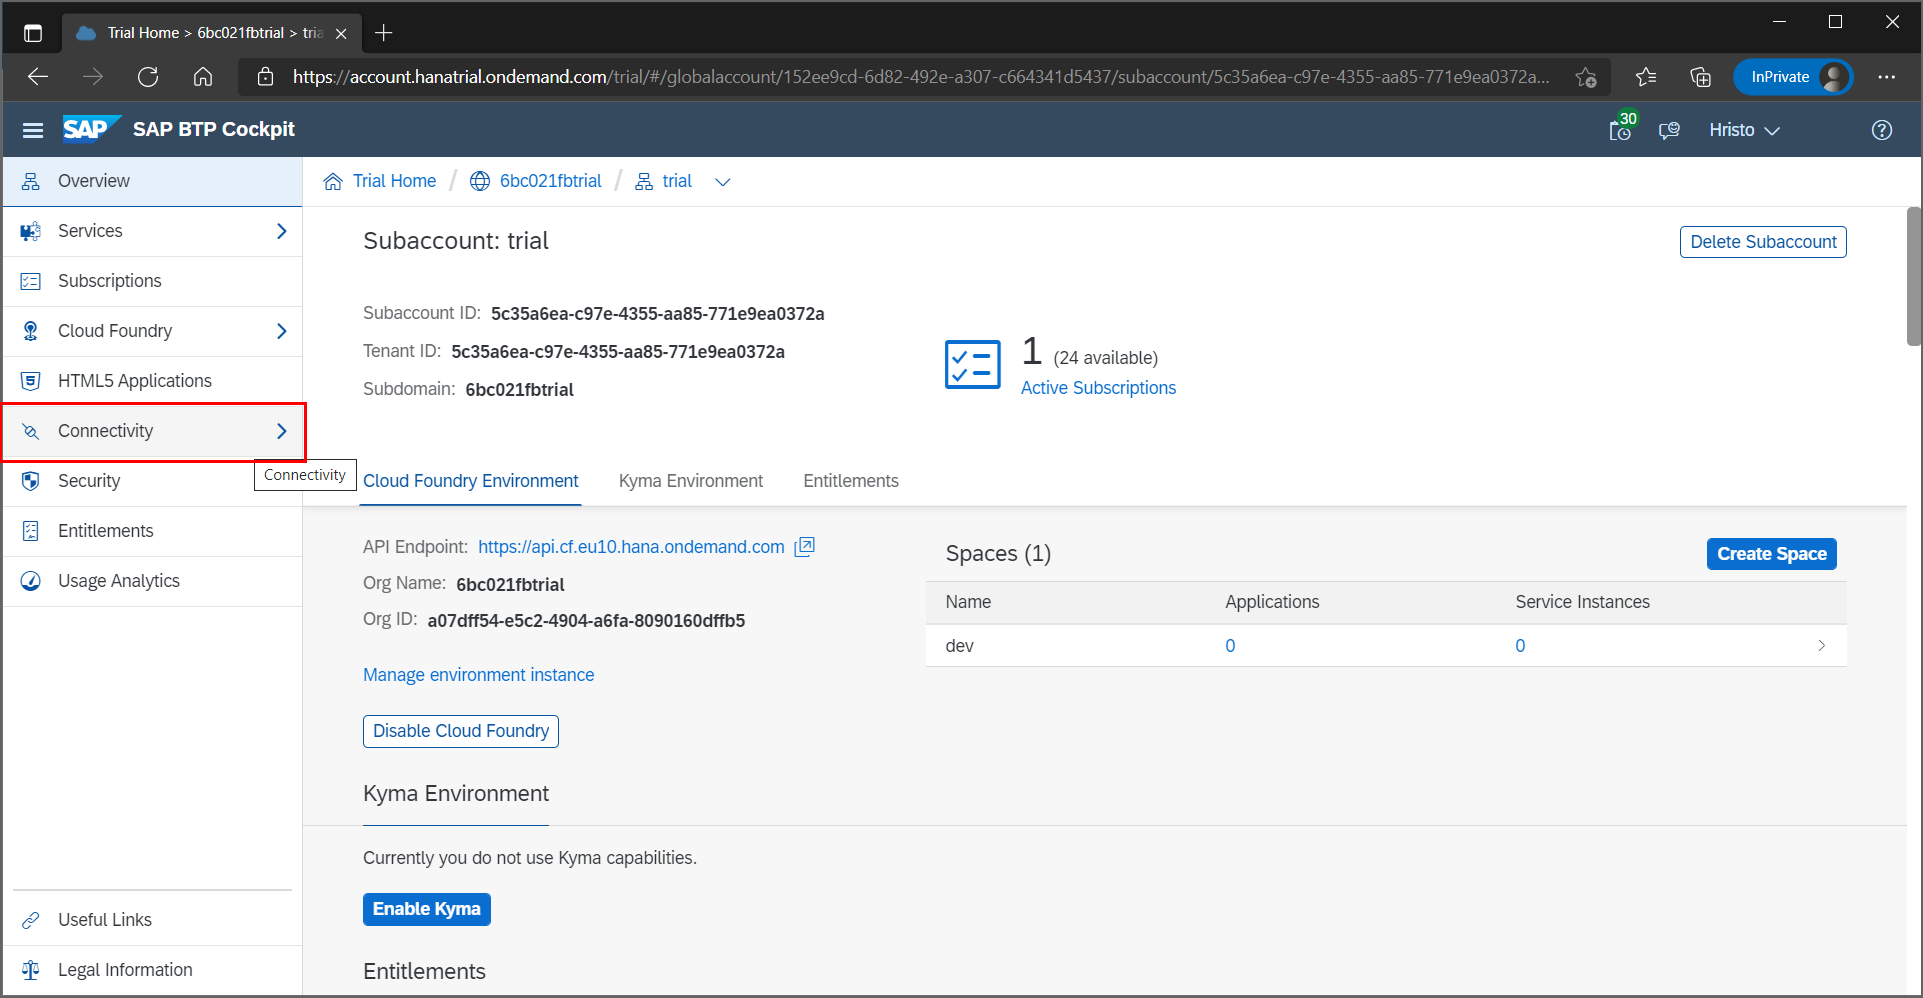 Trial Home > 6bc021fbtrial > tria
https://account.hanatrial.ondemand.com/trial/#/globalaccount/152ee9cd-6d82-492e-a307-c664341d5437/subaccount/5c35a6ea-c97e-4355-aa85-771e9ea0372a...
InPrivate
SAP SAP BTP Cockpit
30
Hristo
Overview
Services
Subscriptions
Cloud Foundry
HTML5 Applications
Connectivity
Connectivity
Security
Entitlements
Usage Analytics
Useful Links
Legal Information
Trial Home / 6bc021fbtrial / trial
Subaccount: trial
Delete Subaccount
Subaccount ID: 5c35a6ea-c97e-4355-aa85-771e9ea0372a
Tenant ID: 5c35a6ea-c97e-4355-aa85-771e9ea0372a
Subdomain: 6bc021fbtrial
1 (24 available)
Active Subscriptions
Cloud Foundry Environment Kyma Environment Entitlements
API Endpoint: https://api.cf.eu10.hana.ondemand.com
Org Name: 6bc021fbtrial
Org ID: a07dff54-e5c2-4904-a6fa-8090160dffb5
Manage environment instance
Disable Cloud Foundry
Spaces (1)
Create Space
Name Applications Service Instances
dev 0 0
Kyma Environment
Currently you do not use Kyma capabilities.
Enable Kyma
Entitlements